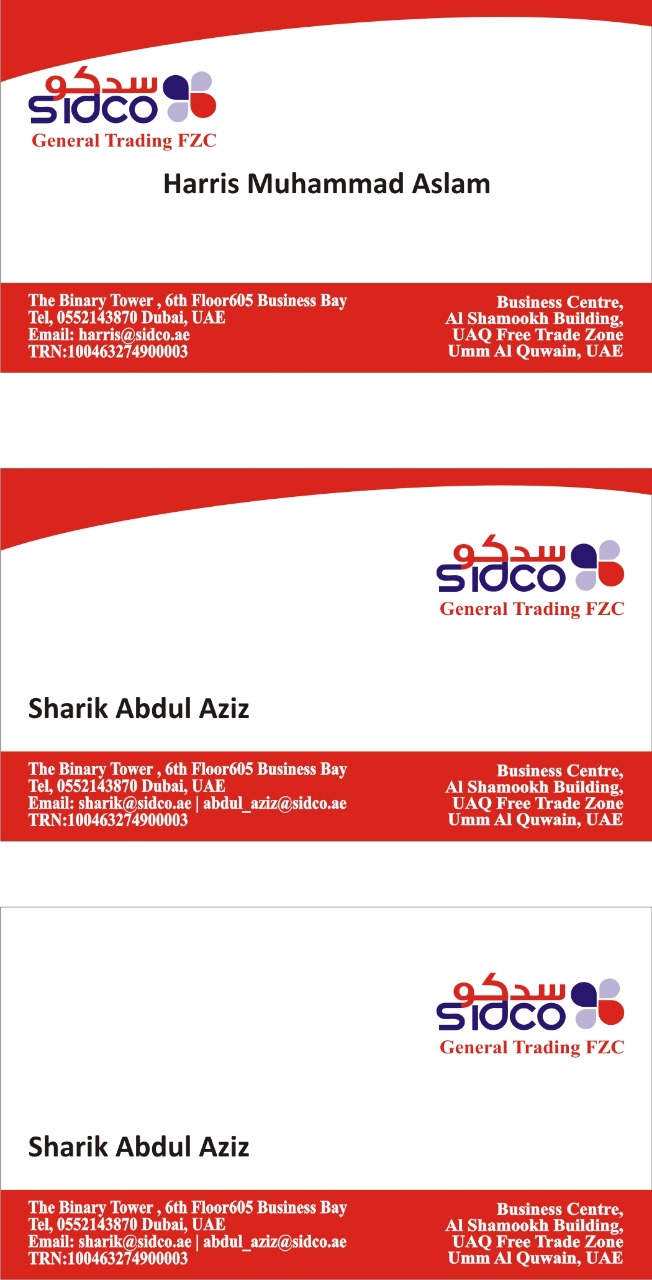 سدكو
sidco
General Trading FZC
Harris Muhammad Aslam
The Binary Tower , 6th Floor605 Business Bay
Tel, 0552143870 Dubai, UAE
Email: harris@sidco.ae
TRN:100463274900003
Business Centre,
Al Shamookh Building,
UAQ Free Trade Zone
Umm Al Quwain, UAE
سدكو
sidco
General Trading FZC
Sharik Abdul Aziz
The Binary Tower , 6th Floor605 Business Bay
Tel, 0552143870 Dubai, UAE
Email: sharik@sidco.ae | abdul_aziz@sidco.ae
TRN:100463274900003
Business Centre,
Al Shamookh Building,
UAQ Free Trade Zone
Umm Al Quwain, UAE
سدكو
sidco
General Trading FZC
Sharik Abdul Aziz
The Binary Tower , 6th Floor605 Business Bay
Tel, 0552143870 Dubai, UAE
Email: sharik@sidco.ae | abdul_aziz@sidco.ae
TRN:100463274900003
Business Centre,
Al Shamookh Building,
UAQ Free Trade Zone
Umm Al Quwain, UAE